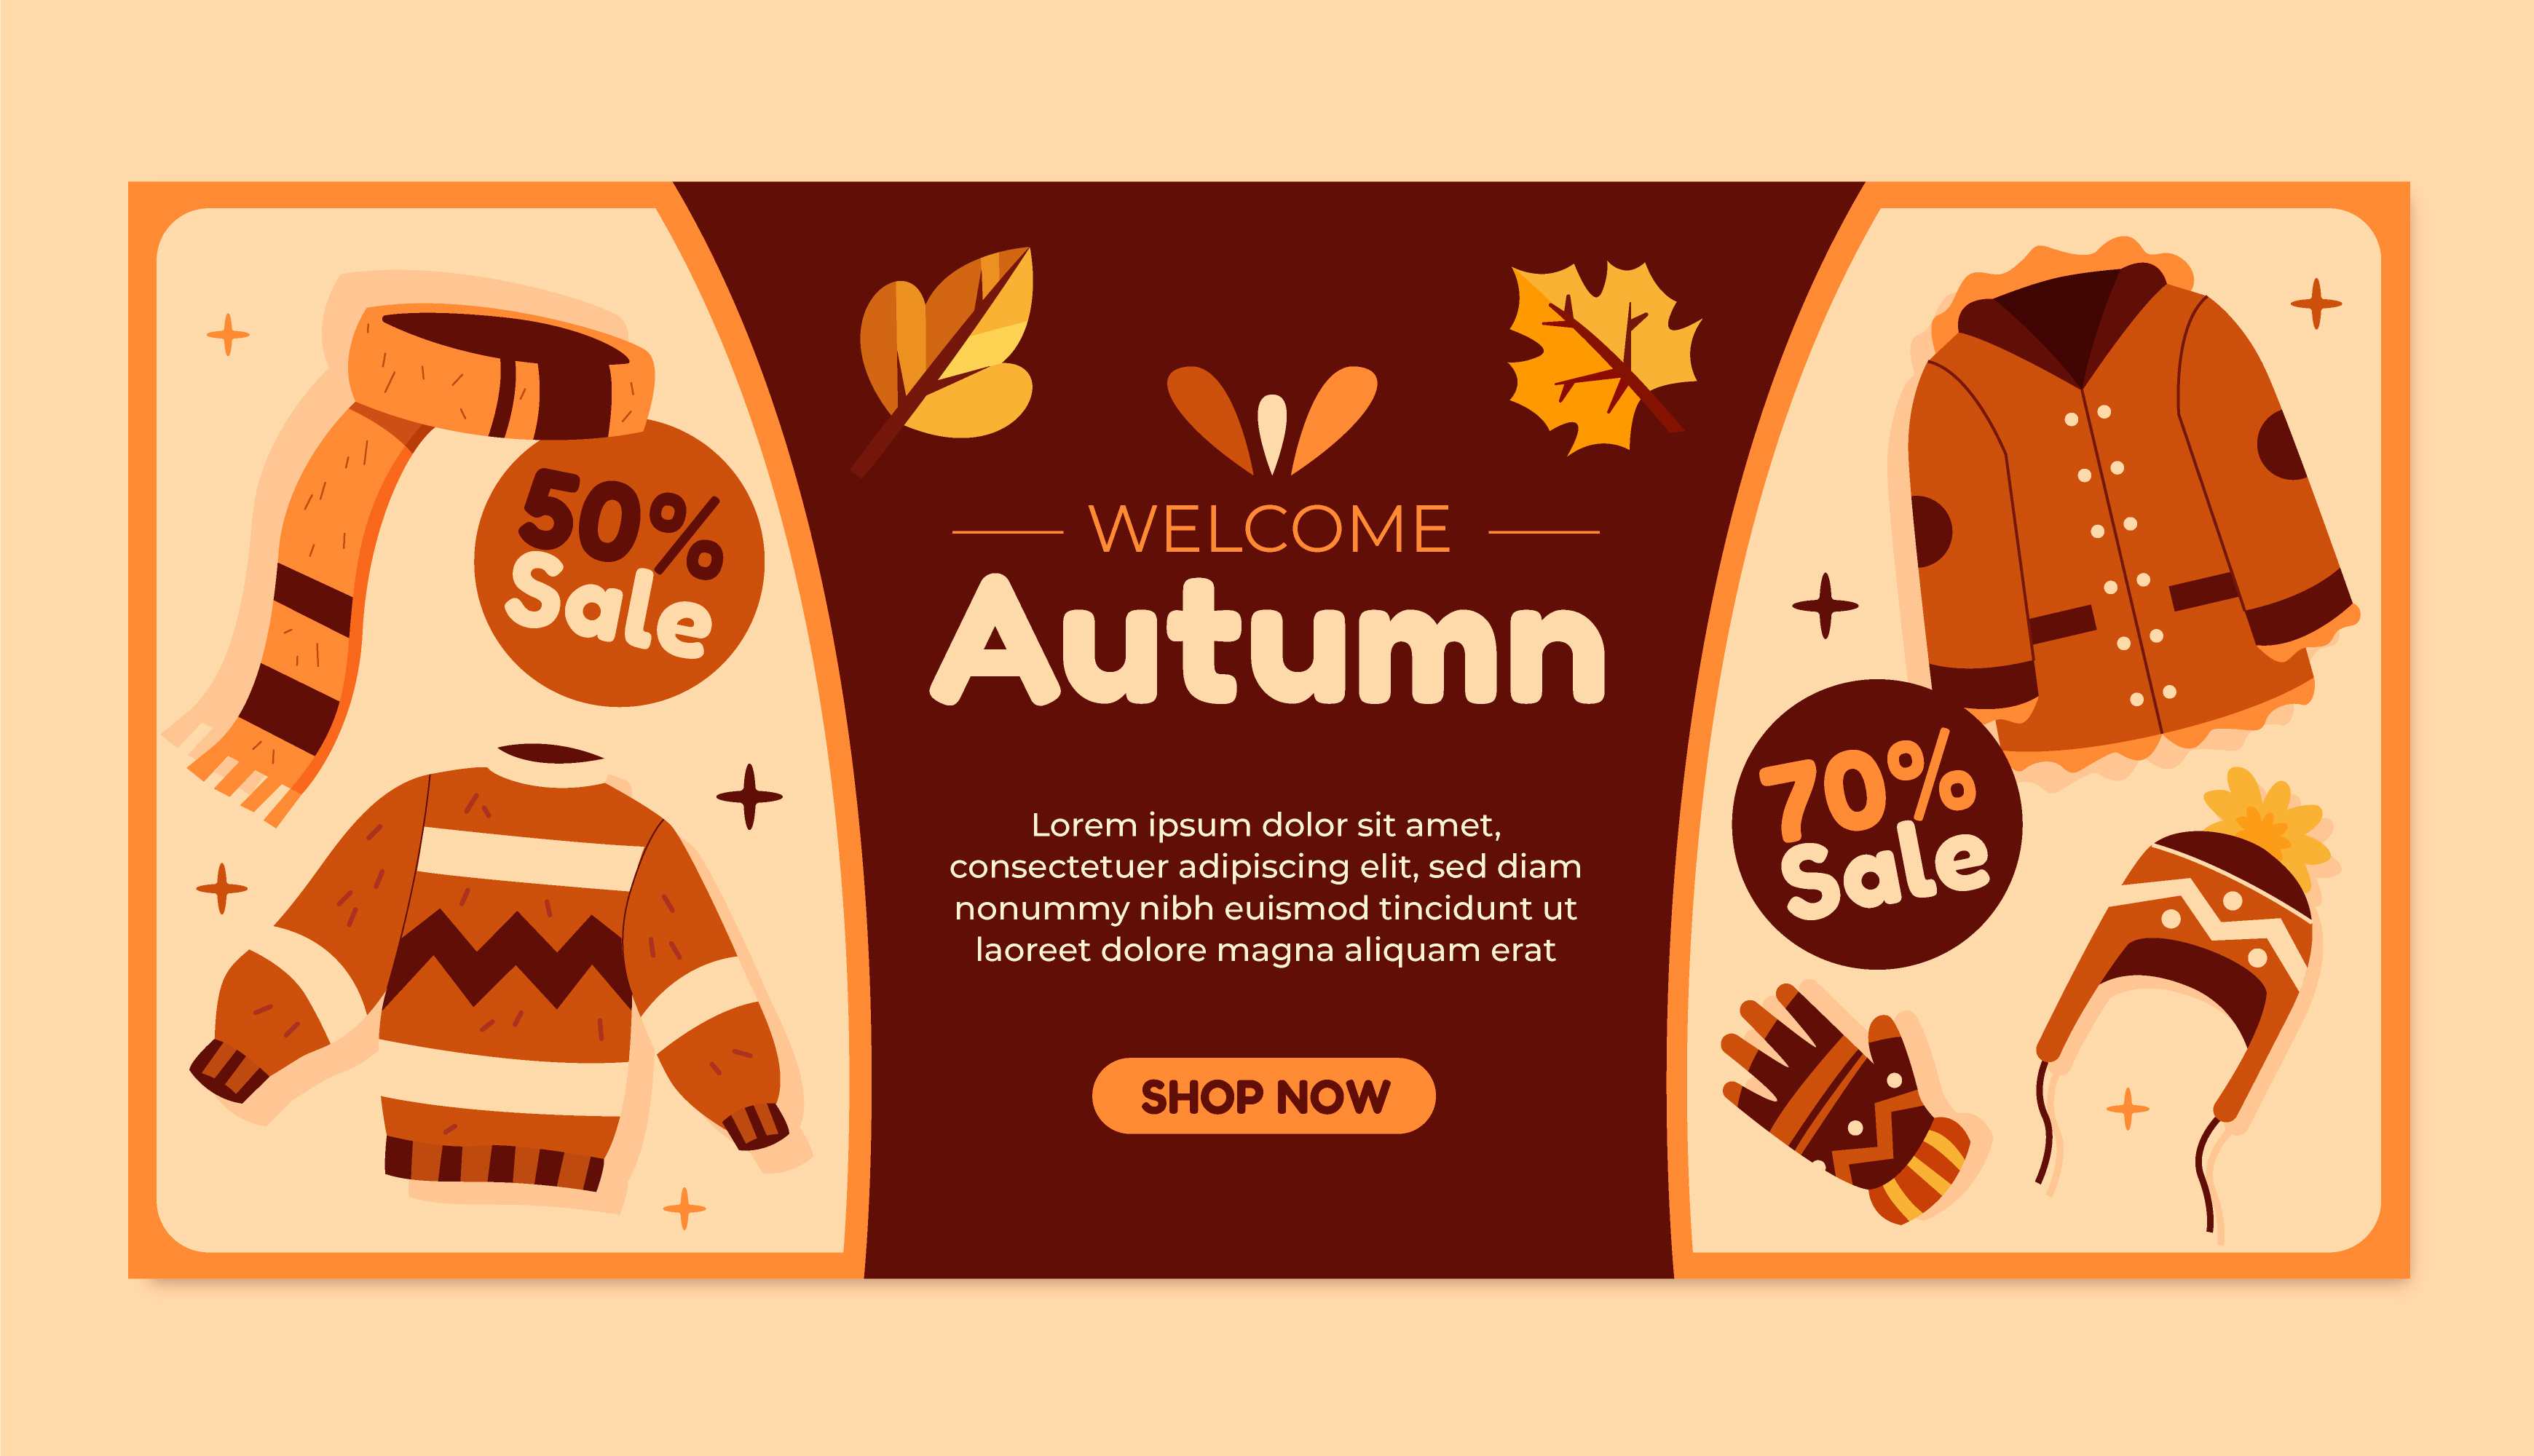 50%
Sale
WELCOME
Autumn
Lorem ipsum dolor sit amet,
consectetuer adipiscing elit, sed diam
nonummy nibh euismod tincidunt ut
laoreet dolore magna aliquam erat
SHOP NOW
70%
Sale